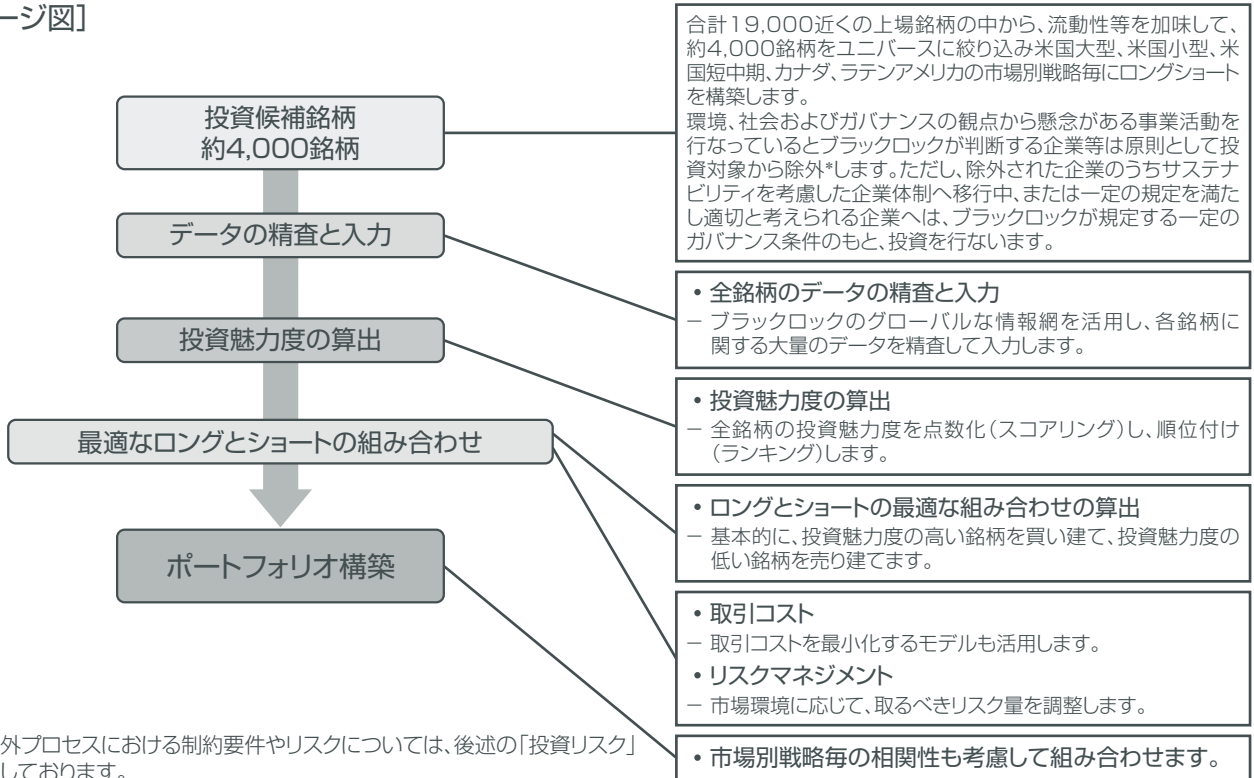 ージ図]
投資候補銘柄
約4,000銘柄
データの精査と入力
投資魅力度の算出
最適なロングとショートの組み合わせ
ポートフォリオ構築
合計19,000近くの上場銘柄の中から、流動性等を加味して、
約4,000銘柄をユニバースに絞り込み米国大型、米国小型、米
国短中期、カナダ、ラテンアメリカの市場別戦略毎にロングショート
を構築します。
環境、社会およびガバナンスの観点から懸念がある事業活動を
行なっているとブラックロックが判断する企業等は原則として投
資対象から除外*します。ただし、除外された企業のうちサステナ
ビリティを考慮した企業体制へ移行中、または一定の規定を満た
し適切と考えられる企業へは、ブラックロックが規定する一定の
ガバナンス条件のもと、投資を行ないます。
• 全銘柄のデータの精査と入力
− ブラックロックのグローバルな情報網を活用し、各銘柄に
関する大量のデータを精査して入力します。
• 投資魅力度の算出
− 全銘柄の投資魅力度を点数化(スコアリング)し、順位付け
(ランキング)します。
• ロングとショートの最適な組み合わせの算出
− 基本的に、投資魅力度の高い銘柄を買い建て、投資魅力度の
低い銘柄を売り建てます。
• 取引コスト
− 取引コストを最小化するモデルも活用します。
• リスクマネジメント
− 市場環境に応じて、取るべきリスク量を調整します。
• 市場別戦略毎の相関性も考慮して組み合わせます。
外プロセスにおける制約要件やリスクについては、後述の「投資リスク」
しております。